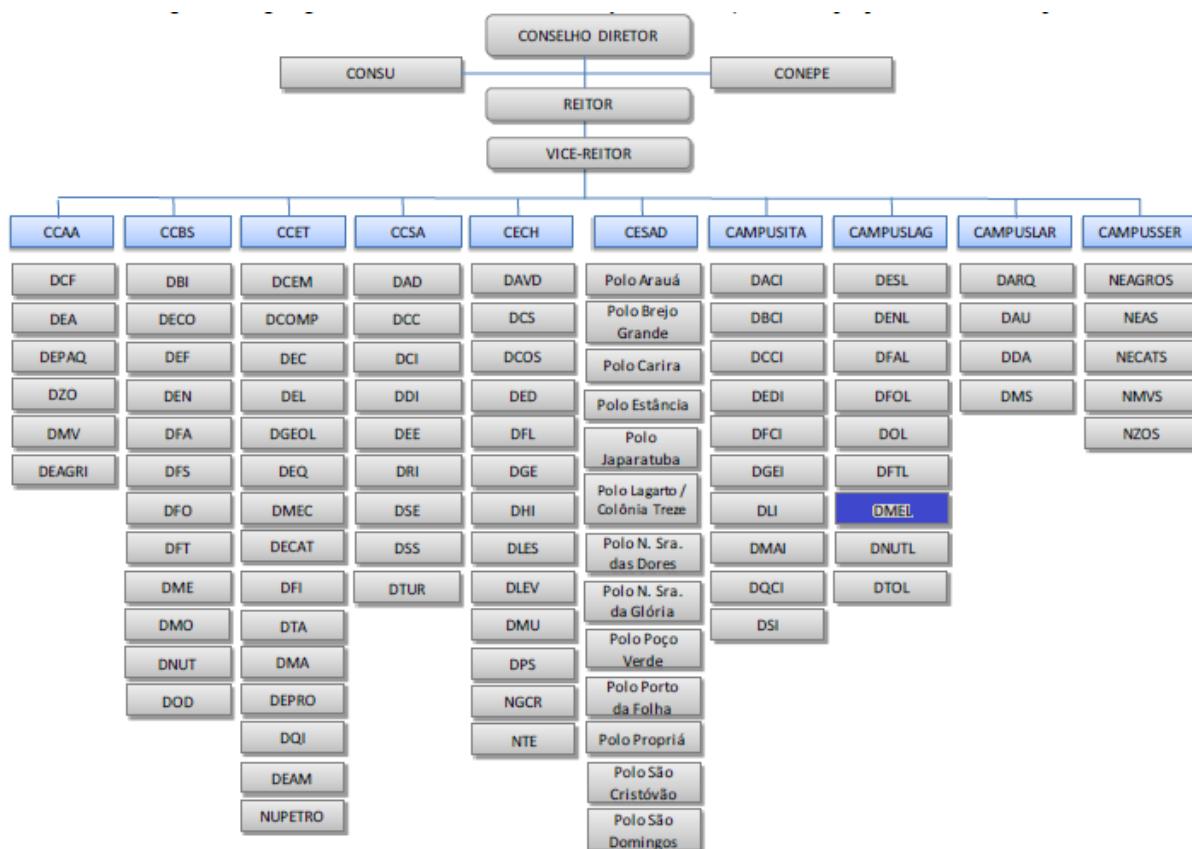 CONSELHO DIRETOR
CONSU
CONEPE
REITOR
VICE-REITOR
CCAA
CCBS
CCET
CCSA
CECH
CESAD
CAMPUSITA
CAMPUSLAG
CAMPUSLAR
CAMPUSSER
DCF
DEA
DEPAQ
DZO
DMV
DEAGRI
DBI
DECO
DEF
DEN
DFA
DFS
DFO
DFT
DME
DMO
DNUT
DOD
DCEM
DCOMP
DEC
DEL
DGEOL
DEQ
DMEC
DECAT
DFI
DTA
DMA
DEPRO
DQI
DEAM
NUPETRO
DAD
DCC
DCI
DDI
DEE
DRI
DSE
DSS
DTUR
DAVD
DCS
DCOS
DED
DFL
DGE
DHI
DLES
DLEV
DMU
DPS
NGCR
NTE
Polo Arauá
Polo Brejo
Grande
Polo Carira
Polo Estância
Polo
Japaratuba
Polo Lagarto /
Colônia Treze
Polo N. Sra.
das Dores
Polo N. Sra.
da Glória
Polo Poço
Verde
Polo Porto
da Folha
Polo Propriá
Polo São
Cristóvão
Polo São
Domingos
DACI
DBCI
DCCI
DEDI
DFCI
DGEI
DLI
DMAI
DQCI
DSI
DESL
DENL
DFAL
DFOL
DOL
DFTL
DMEL
DNUTL
DTOL
DARQ
DAU
DDA
DMS
NEAGROS
NEAS
NECATS
NMVS
NZOS